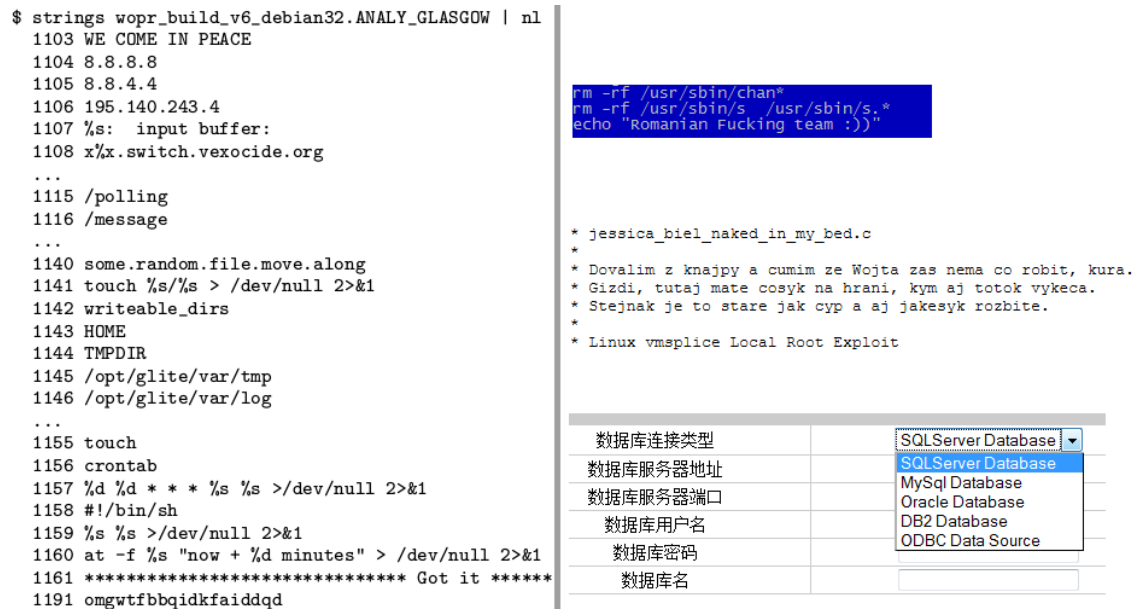 $ strings wopr_build_v6_debian32.ANALY_GLASGOW | nl
1103 WE COME IN PEACE
1104 8.8.8.8
1105 8.8.4.4
1106 195.140.243.4
1107 %s:  input buffer:
1108 x%x.switch.vexocide.org
...
1115 /polling
1116 /message
...
1140 some.random.file.move.along
1141 touch %s/%s > /dev/null 2>&1
1142 writeable_dirs
1143 HOME
1144 TMPDIR
1145 /opt/glite/var/tmp
1146 /opt/glite/var/log
...
1155 touch
1156 crontab
1157 %d %d * * * %s %s >/dev/null 2>&1
1158 #!/bin/sh
1159 %s %s >/dev/null 2>&1
1160 at -f %s "now + %d minutes" > /dev/null 2>&1
1161 ******************************* Got it ******
1191 omgwtfbbqidkfaiddqd
rm -rf /usr/sbin/chan*
rm -rf /usr/sbin/s  /usr/sbin/s.*
echo "Romanian Fucking team :))"
* jessica_biel_naked_in_my_bed.c
*
* Dovalim z knajpy a cumim ze Wojta zas nema co robit, kura.
* Gizdi, tutaj mate cosyk na hrani, kym aj totok vykeca.
* Stejnak je to stare jak cyp a aj jakesyk rozbite.
*
* Linux vmsplice Local Root Exploit
数据库连接类型 SQLServer Database
数据库服务器地址
数据库服务器端口
数据库用户名
数据库密码
数据库名
SQLServer Database
MySql Database
Oracle Database
DB2 Database
ODBC Data Source